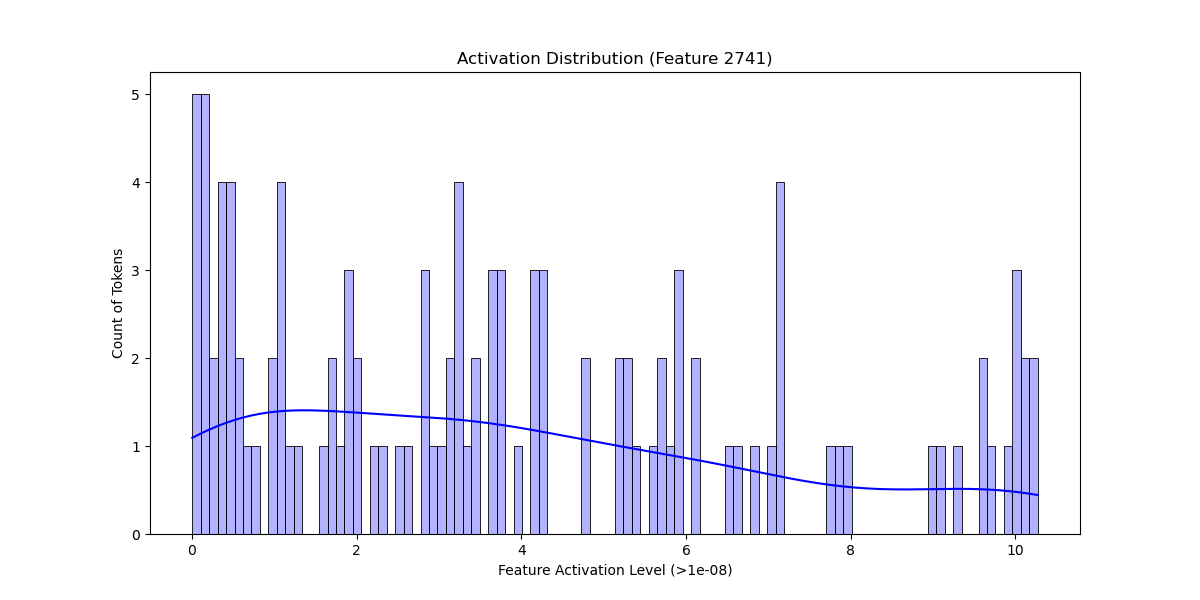 Activation Distribution (Feature 2741)
Count of Tokens
5
4
3
2
1
0
0 2 4 6 8 10
Feature Activation Level (>1e-08)